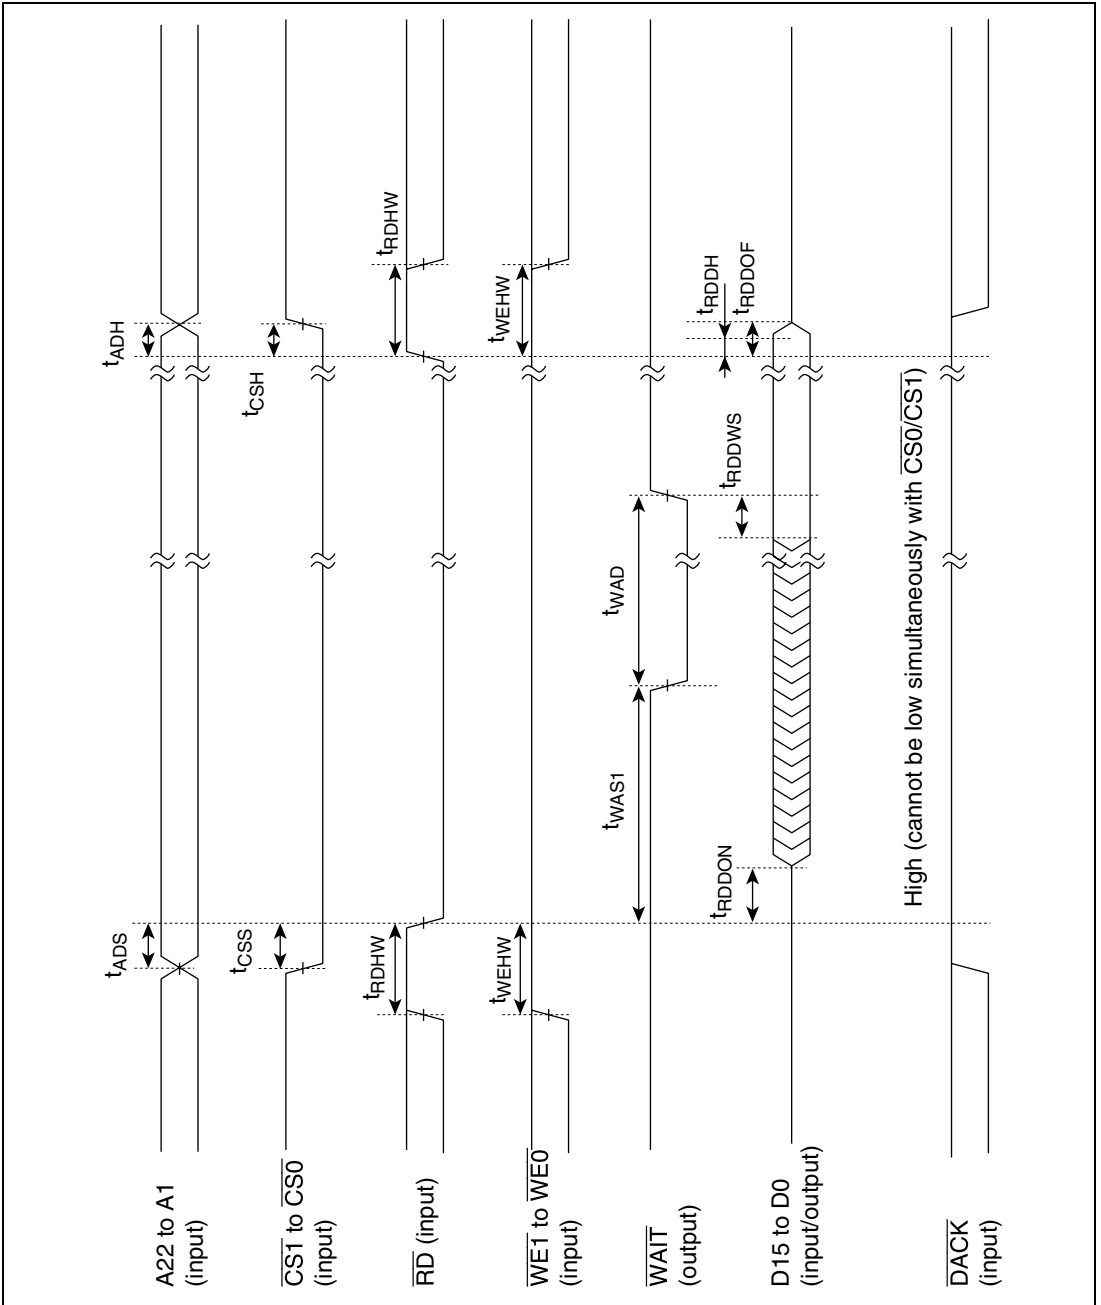 A22 to A1
(input)
tADS
tADH
CS1 to CS0
(input)
tCSS
tCSH
RD (input)
tRDHW
tRDHW
WE1 to WE0
(input)
tWEHW
tWEHW
WAIT
(output)
tWAS1
tWAD
D15 to D0
(input/output)
tRDDON
tRDDWS
tRDDH
tRDDOF
High (cannot be low simultaneously with CS0/CS1)
DACK
(input)